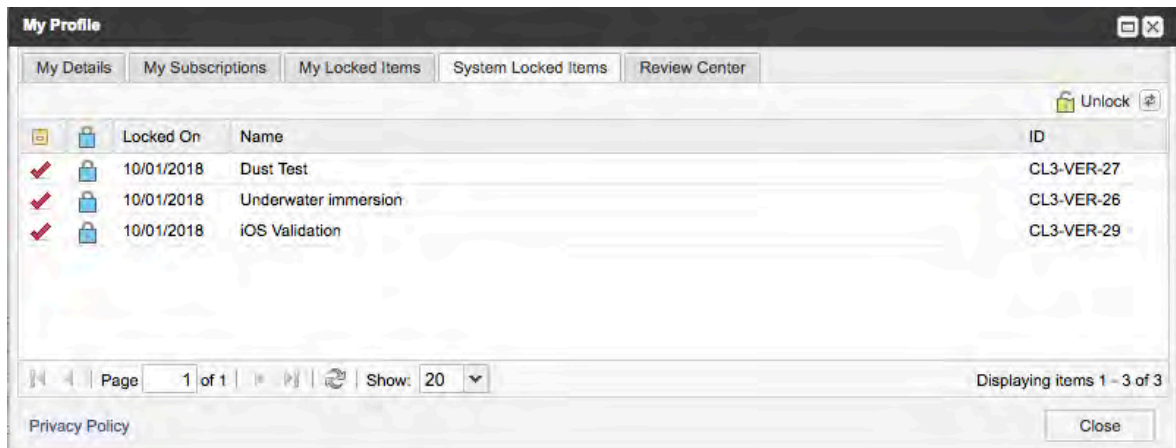 My Profile
My Details My Subscriptions My Locked Items System Locked Items Review Center
Unlock
Locked On Name ID
10/01/2018 Dust Test CL3-VER-27
10/01/2018 Underwater immersion CL3-VER-26
10/01/2018 iOS Validation CL3-VER-29
Page 1 of 1 Show: 20 Displaying items 1 - 3 of 3
Privacy Policy Close